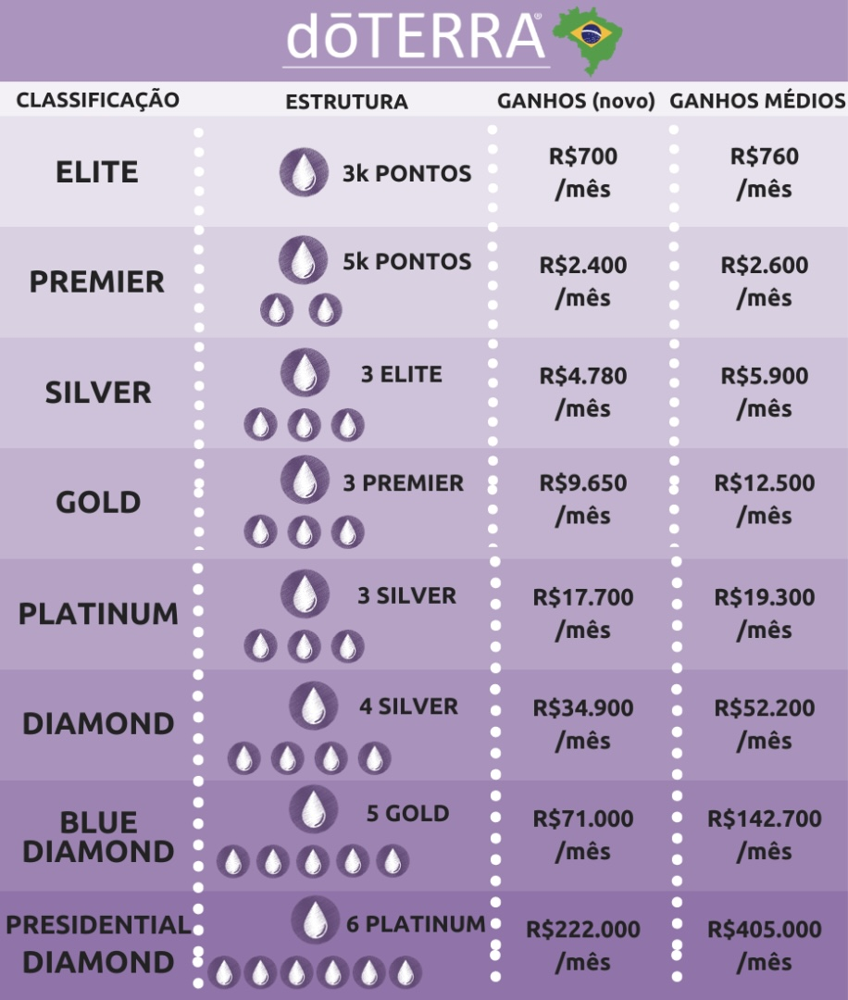 dōTERRA®
CLASSIFICAÇÃO ESTRUTURA GANHOS (novo) GANHOS MÉDIOS
ELITE
3k PONTOS
R$700
/mês
R$760
/mês
PREMIER
5k PONTOS
R$2.400
/mês
R$2.600
/mês
SILVER
3 ELITE
R$4.780
/mês
R$5.900
/mês
GOLD
3 PREMIER
R$9.650
/mês
R$12.500
/mês
PLATINUM
3 SILVER
R$17.700
/mês
R$19.300
/mês
DIAMOND
4 SILVER
R$34.900
/mês
R$52.200
/mês
BLUE
DIAMOND
5 GOLD
R$71.000
/mês
R$142.700
/mês
PRESIDENTIAL
DIAMOND
6 PLATINUM
R$222.000
/mês
R$405.000
/mês